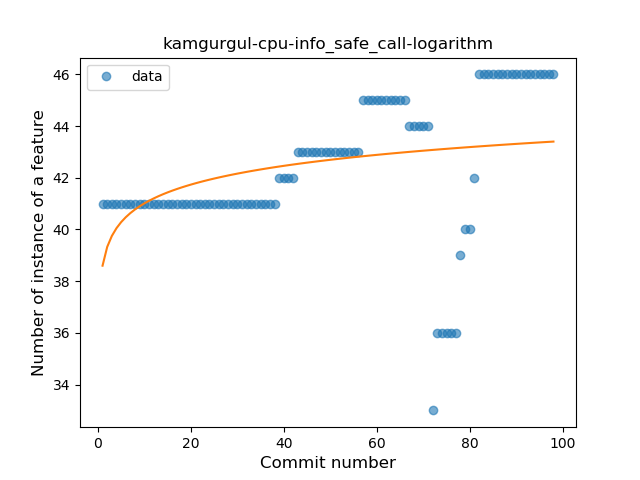 kamgurgul-cpu-info_safe_call-logarithm
data
Number of instance of a feature
46
44
42
40
38
36
34
0 20 40 60 80 100
Commit number